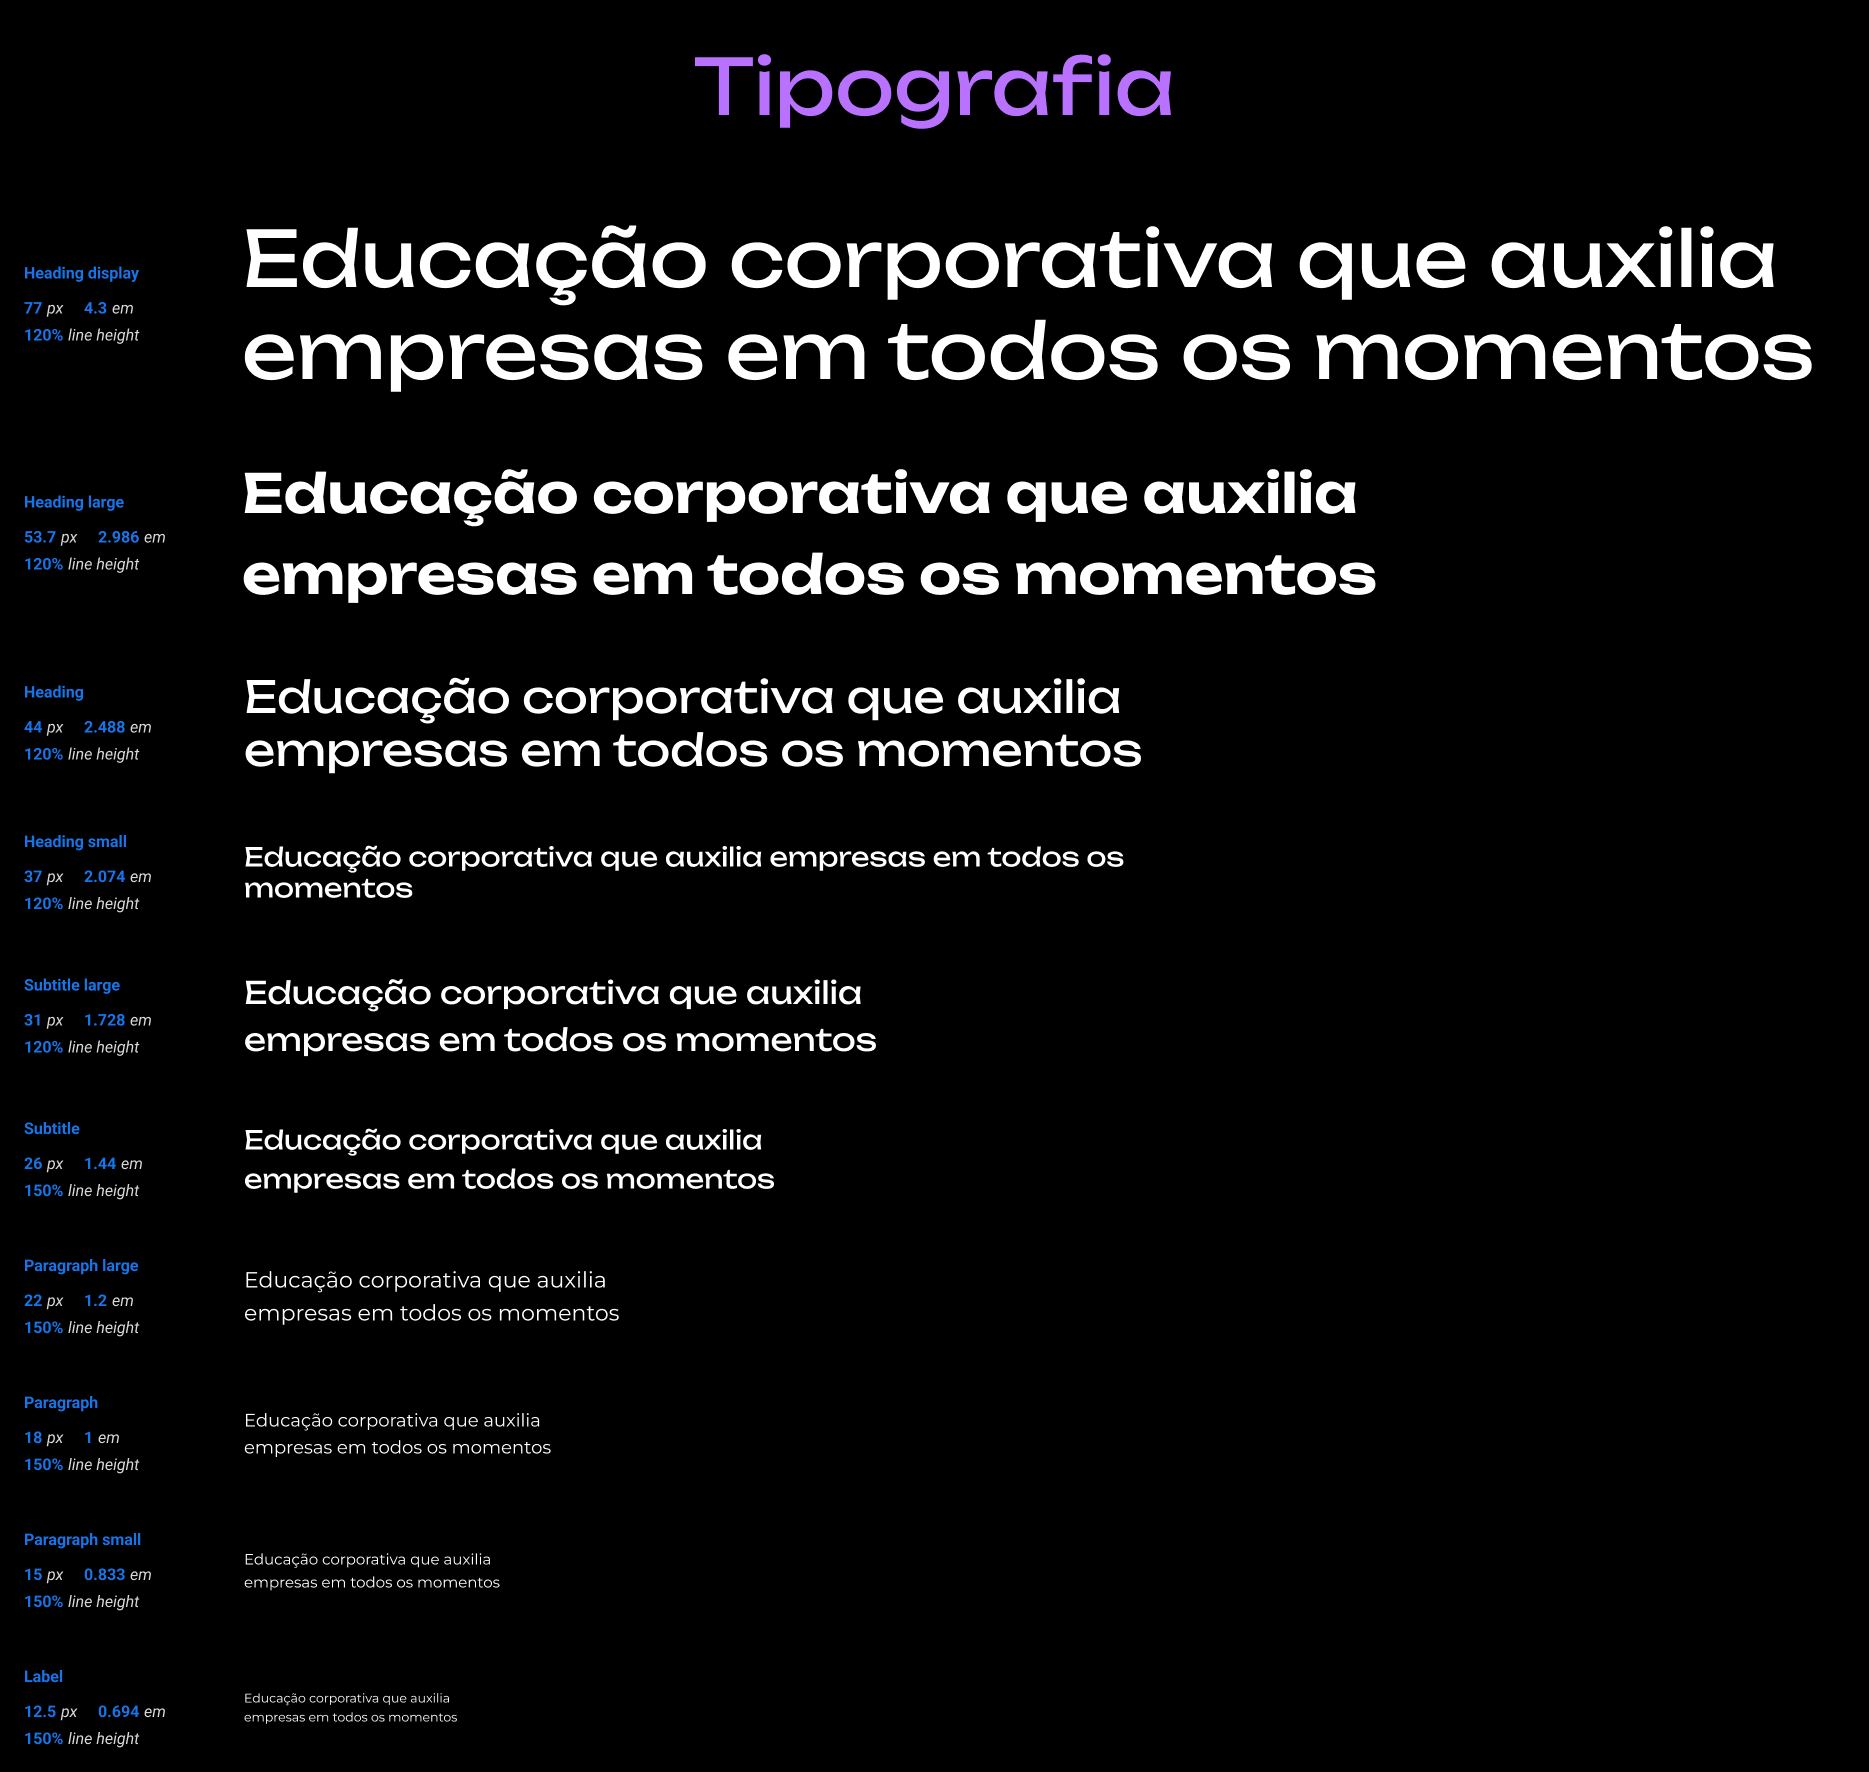 Tipografia
Heading display
77 px 4.3 em
120% line height
Educação corporativa que auxilia
empresas em todos os momentos
Heading large
53.7 px 2.986 em
120% line height
Educação corporativa que auxilia
empresas em todos os momentos
Heading
44 px 2.488 em
120% line height
Educação corporativa que auxilia
empresas em todos os momentos
Heading small
37 px 2.074 em
120% line height
Educação corporativa que auxilia empresas em todos os
momentos
Subtitle large
31 px 1.728 em
120% line height
Educação corporativa que auxilia
empresas em todos os momentos
Subtitle
26 px 1.44 em
150% line height
Educação corporativa que auxilia
empresas em todos os momentos
Paragraph large
22 px 1.2 em
150% line height
Educação corporativa que auxilia
empresas em todos os momentos
Paragraph
18 px 1 em
150% line height
Educação corporativa que auxilia
empresas em todos os momentos
Paragraph small
15 px 0.833 em
150% line height
Educação corporativa que auxilia
empresas em todos os momentos
Label
12.5 px 0.694 em
150% line height
Educação corporativa que auxilia
empresas em todos os momentos